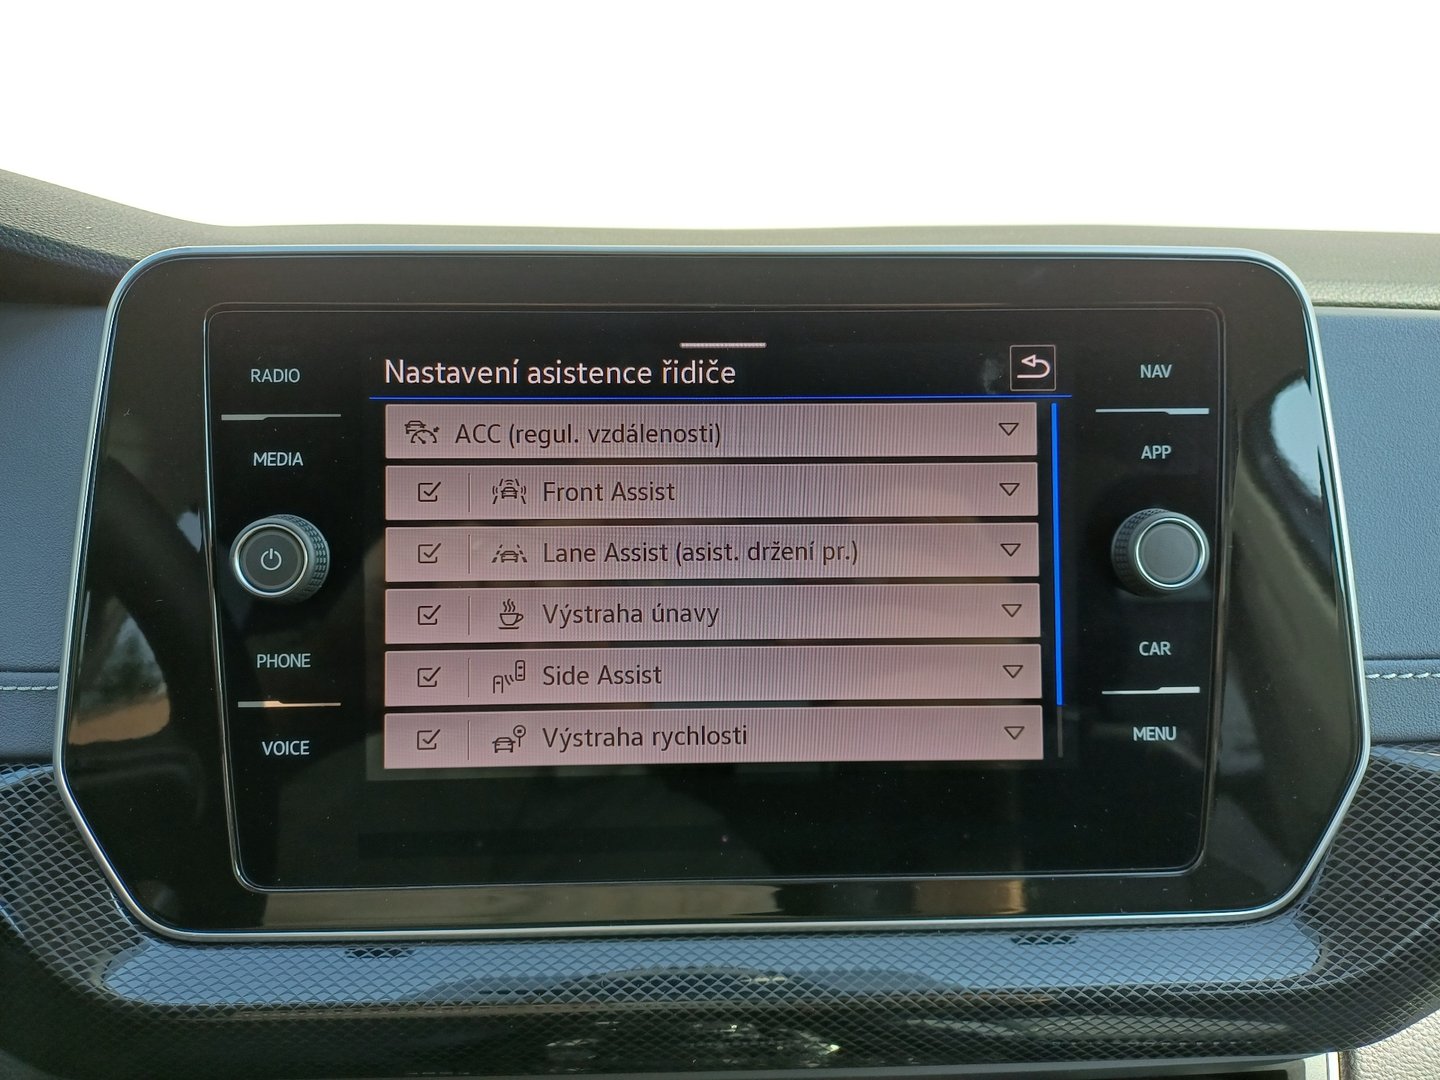 RADIO
MEDIA
PHONE
VOICE
Nastavení asistence řidiče
ACC (regul. vzdálenosti)
Front Assist
Lane Assist (asist. držení pr.)
Výstraha únavy
Side Assist
Výstraha rychlosti
NAV
APP
CAR
MENU